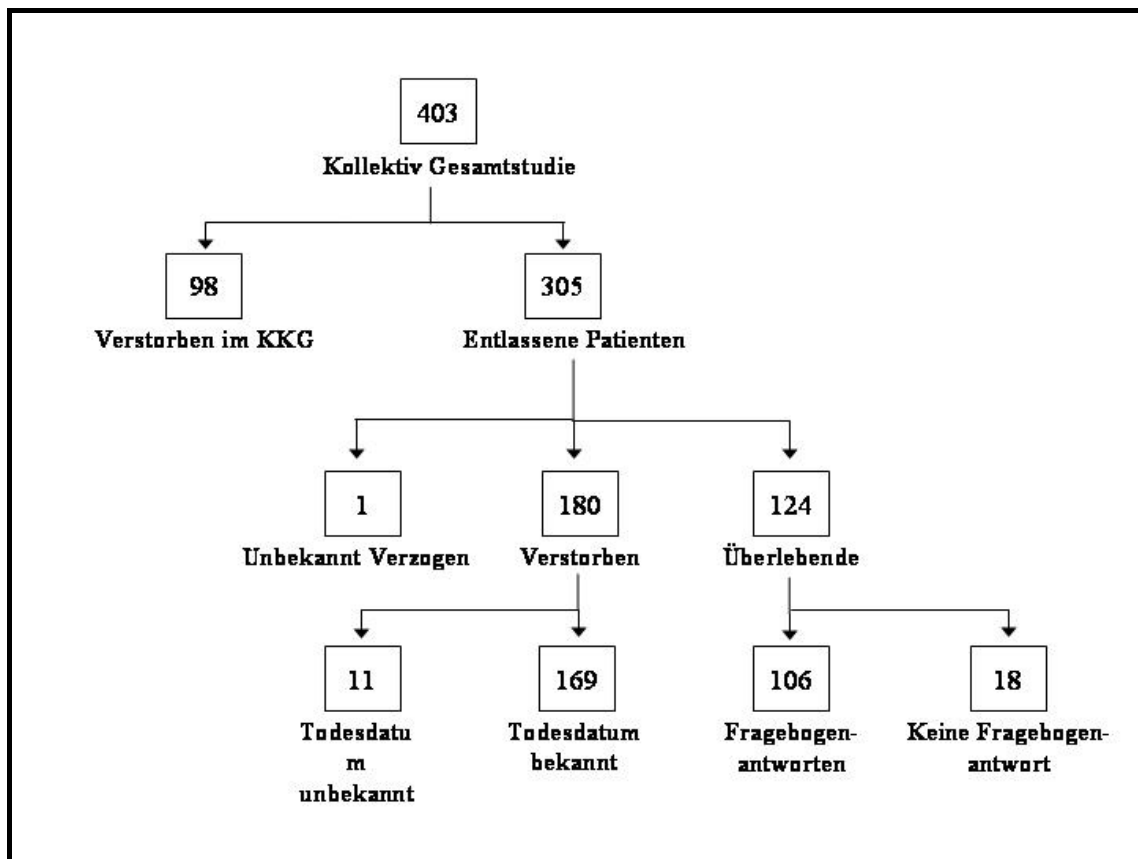 403
Kollektiv Gesamtstudie
98
305
Verstorben im KKG
Entlassene Patienten
1
180
124
Unbekannt Verzogen
Verstorben
Überlebende
11
169
106
18
Todesdatu
m
unbekannt
Todesdatum
bekannt
Fragebogen-
antworten
Keine Fragebogen-
antwort